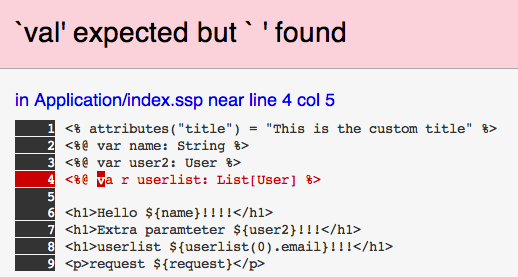 `val' expected but ` ' found
in Application/index.ssp near line 4 col 5
1 <% attributes("title") = "This is the custom title" %>
2 <%@ var name: String %>
3 <%@ var user2: User %>
4 <%@ va r userlist: List[User] %>
5
6 <h1>Hello ${name}!!!!</h1>
7 <h1>Extra paramteter ${user2}!!!</h1>
8 <h1>userlist ${userlist(0).email}!!!</h1>
9 <p>request ${request}</p>